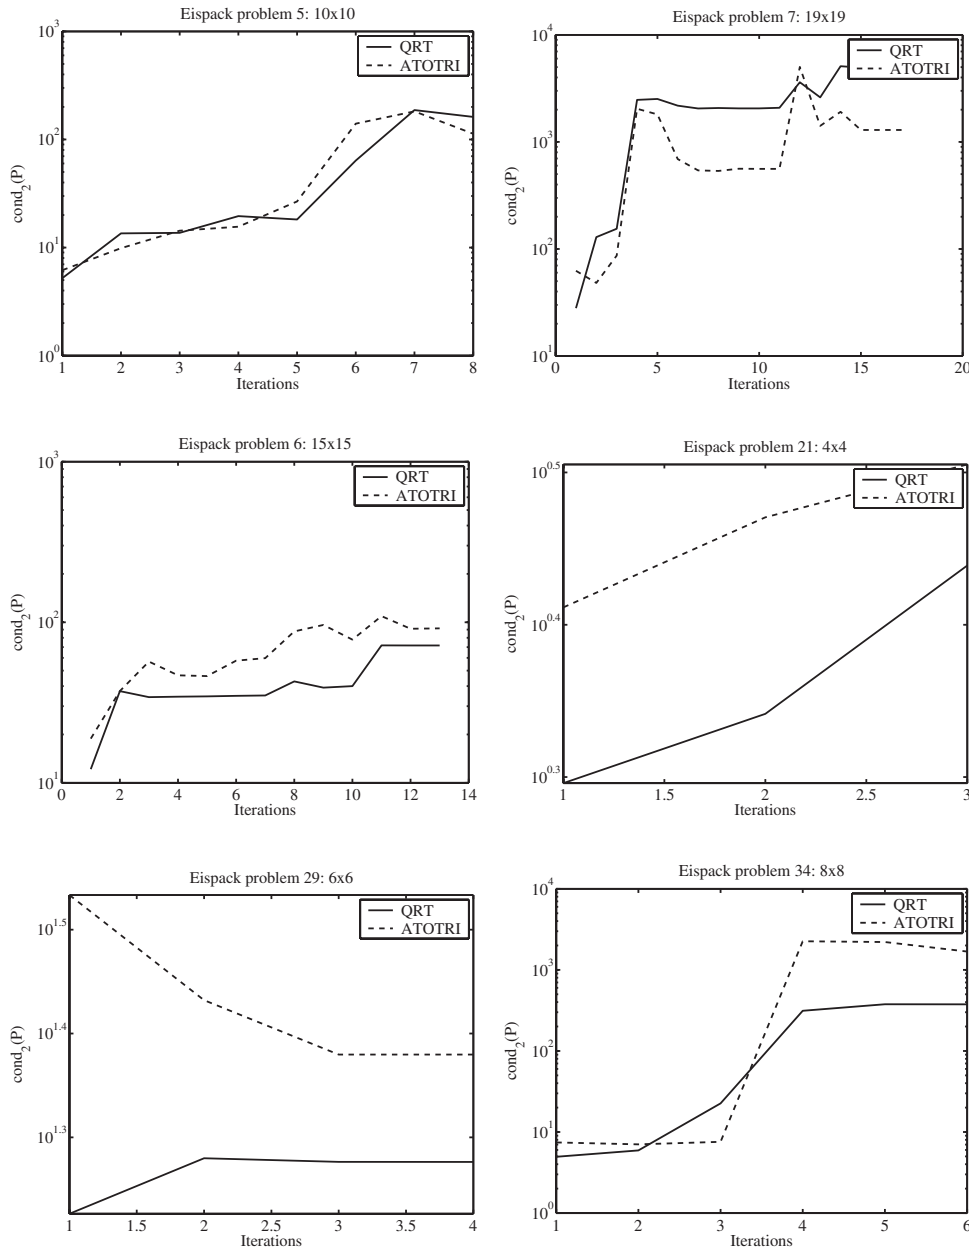 Eispack problem 5: 10x10
10^3
10^2
10^1
10^0
cond_2(P)
QRT
ATOTRI
1 2 3 4 5 6 7 8
Iterations
Eispack problem 7: 19x19
10^4
10^3
10^2
10^1
cond_2(P)
QRT
ATOTRI
0 5 10 15 20
Iterations
Eispack problem 6: 15x15
10^3
10^2
10^1
cond_2(P)
QRT
ATOTRI
0 2 4 6 8 10 12 14
Iterations
Eispack problem 21: 4x4
10^0.5
10^0.4
10^0.3
cond_2(P)
QRT
ATOTRI
1 1.5 2 2.5 3
Iterations
Eispack problem 29: 6x6
10^1.5
10^1.4
10^1.3
cond_2(P)
QRT
ATOTRI
1 1.5 2 2.5 3 3.5 4
Iterations
Eispack problem 34: 8x8
10^4
10^3
10^2
10^1
10^0
cond_2(P)
QRT
ATOTRI
1 2 3 4 5 6
Iterations